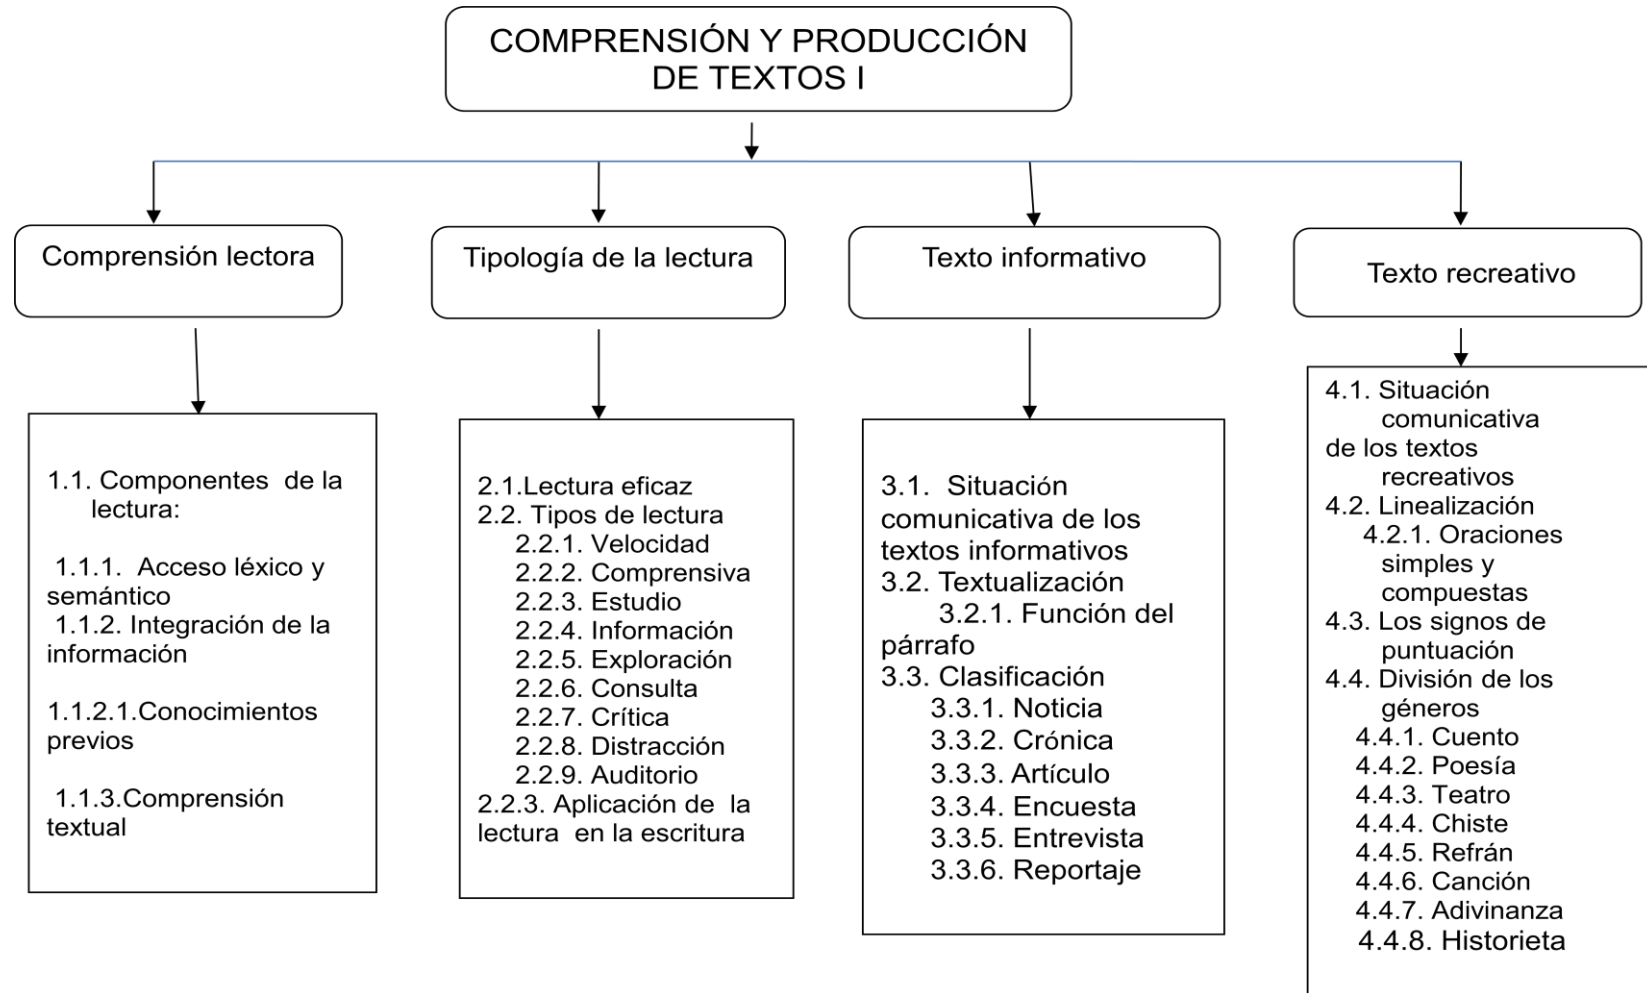 COMPRENSIÓN Y PRODUCCIÓN
DE TEXTOS I
Comprensión lectora
Tipología de la lectura
Texto informativo
Texto recreativo
1.1. Componentes de la
lectura:
1.1.1. Acceso léxico y
semántico
1.1.2. Integración de la
información
1.1.2.1.Conocimientos
previos
1.1.3.Comprensión
textual
2.1.Lectura eficaz
2.2. Tipos de lectura
2.2.1. Velocidad
2.2.2. Comprensiva
2.2.3. Estudio
2.2.4. Información
2.2.5. Exploración
2.2.6. Consulta
2.2.7. Crítica
2.2.8. Distracción
2.2.9. Auditorio
2.2.3. Aplicación de la
lectura en la escritura
3.1. Situación
comunicativa de los
textos informativos
3.2. Textualización
3.2.1. Función del
párrafo
3.3. Clasificación
3.3.1. Noticia
3.3.2. Crónica
3.3.3. Artículo
3.3.4. Encuesta
3.3.5. Entrevista
3.3.6. Reportaje
4.1. Situación
comunicativa
de los textos
recreativos
4.2. Linealización
4.2.1. Oraciones
simples y
compuestas
4.3. Los signos de
puntuación
4.4. División de los
géneros
4.4.1. Cuento
4.4.2. Poesía
4.4.3. Teatro
4.4.4. Chiste
4.4.5. Refrán
4.4.6. Canción
4.4.7. Adivinanza
4.4.8. Historieta